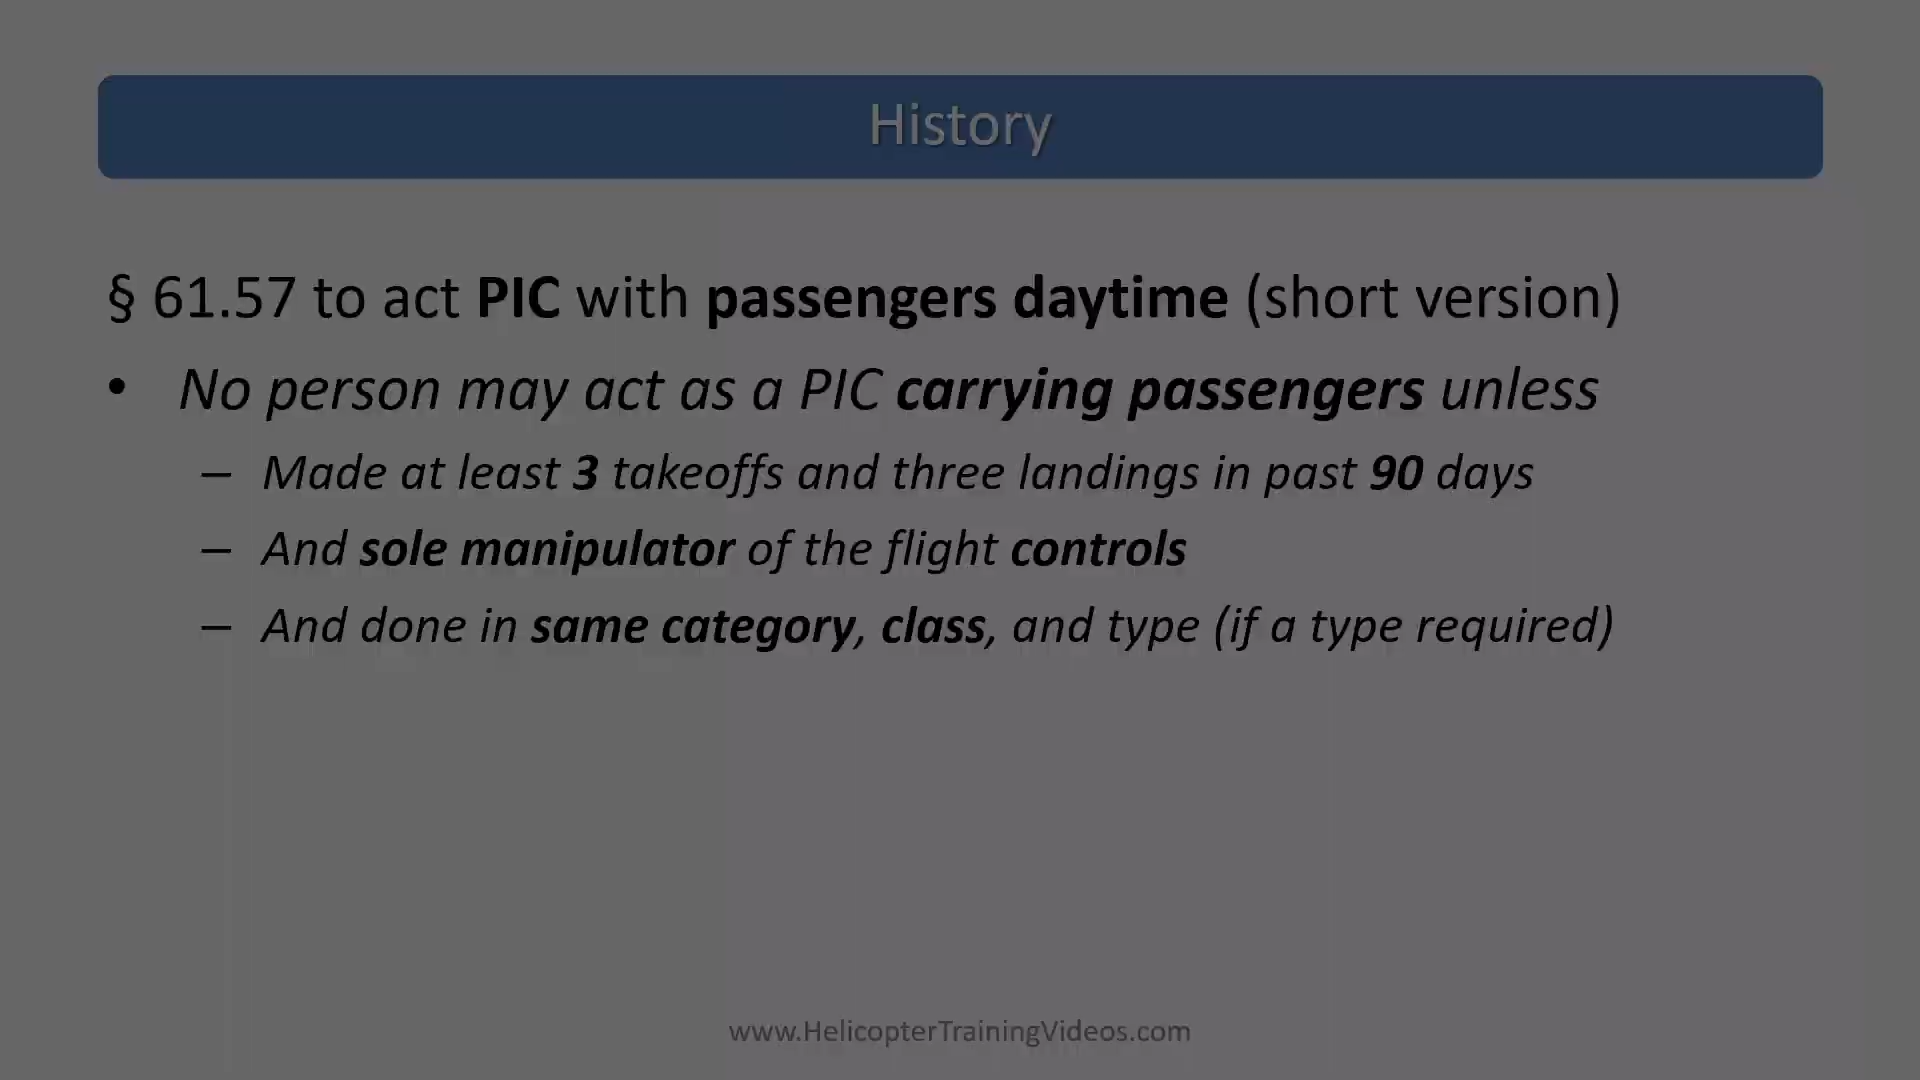 History
§ 61.57 to act PIC with passengers daytime (short version)
• No person may act as a PIC carrying passengers unless
– Made at least 3 takeoffs and three landings in past 90 days
– And sole manipulator of the flight controls
– And done in same category, class, and type (if a type required)
www.HelicopterTrainingVideos.com